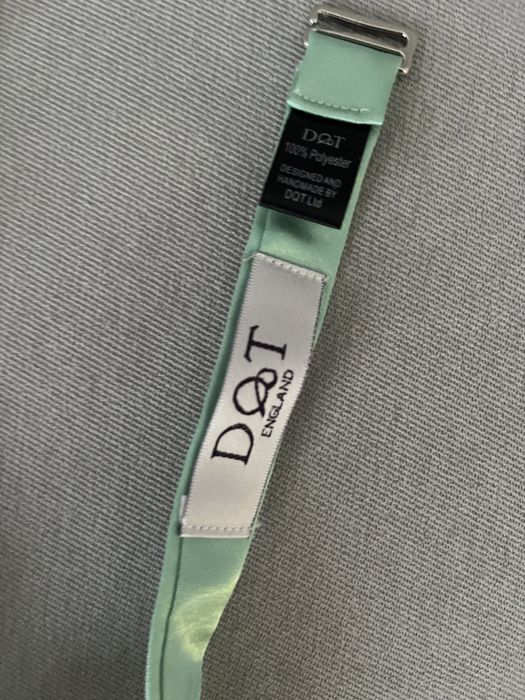 DQT
100% Polyester
DESIGNED AND
HANDMADE BY
DQT Ltd
DQT
ENGLAND